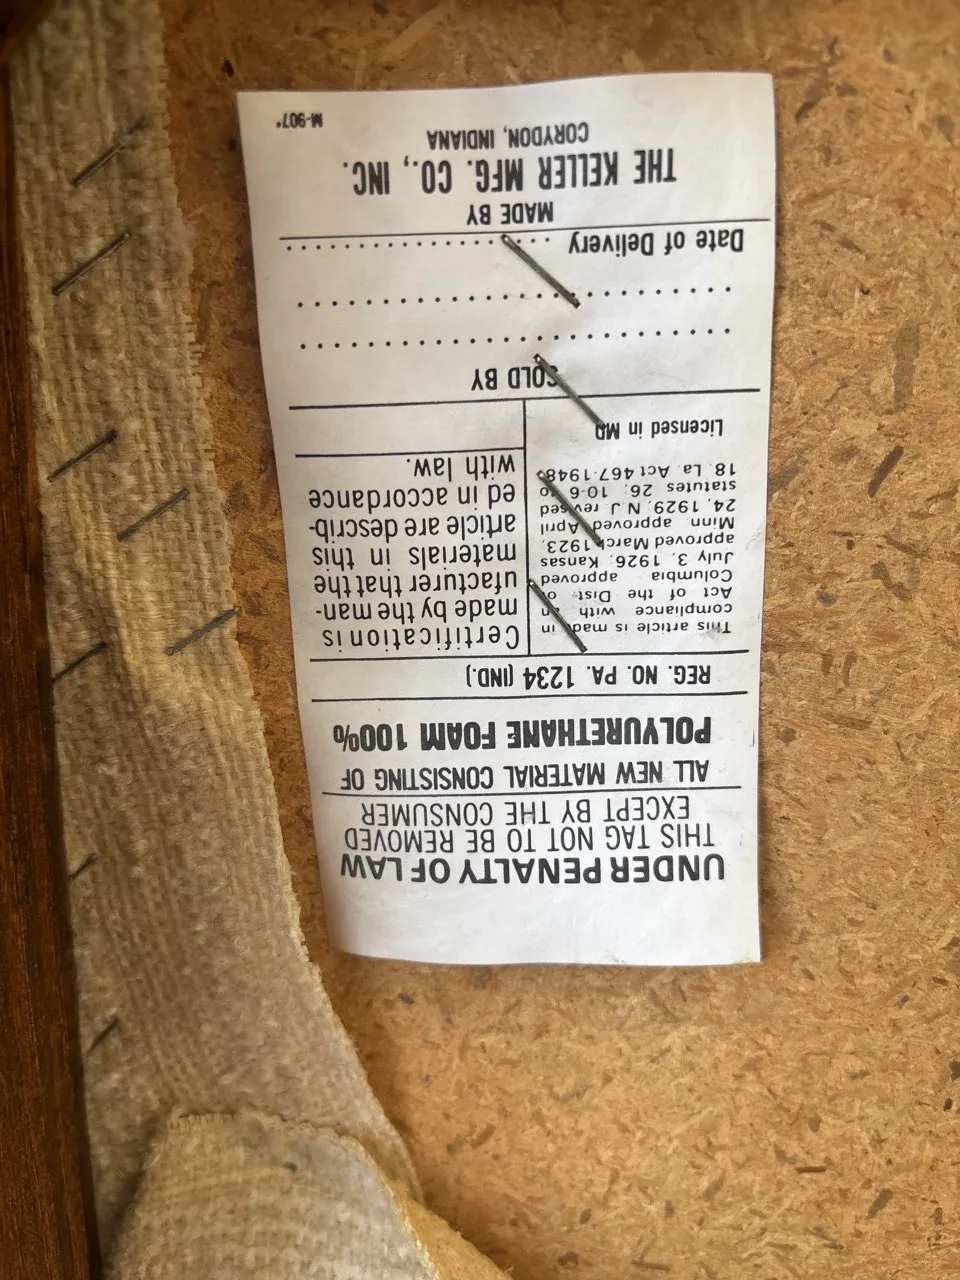 UNDER PENALTY OF LAW
THIS TAG NOT TO BE REMOVED
EXCEPT BY THE CONSUMER
ALL NEW MATERIAL CONSISTING OF
POLYURETHANE FOAM 100%
REG. NO. PA. 1234 (IND.)
This article is made in
compliance with an
Act of the Dist of
Columbia approved
July 3, 1926; Kansas
approved March 1923;
Minn. approved April
24, 1929; N.J. revised
statutes 26: 10-6 to
18. La. Act 467-1948.
Licensed in MD
Certification is
made by the man-
ufacturer that the
materials in this
article are describ-
ed in accordance
with law.
SOLD BY
Date of Delivery
MADE BY
THE KELLER MFG. CO., INC.
CORYDON, INDIANA
M-907